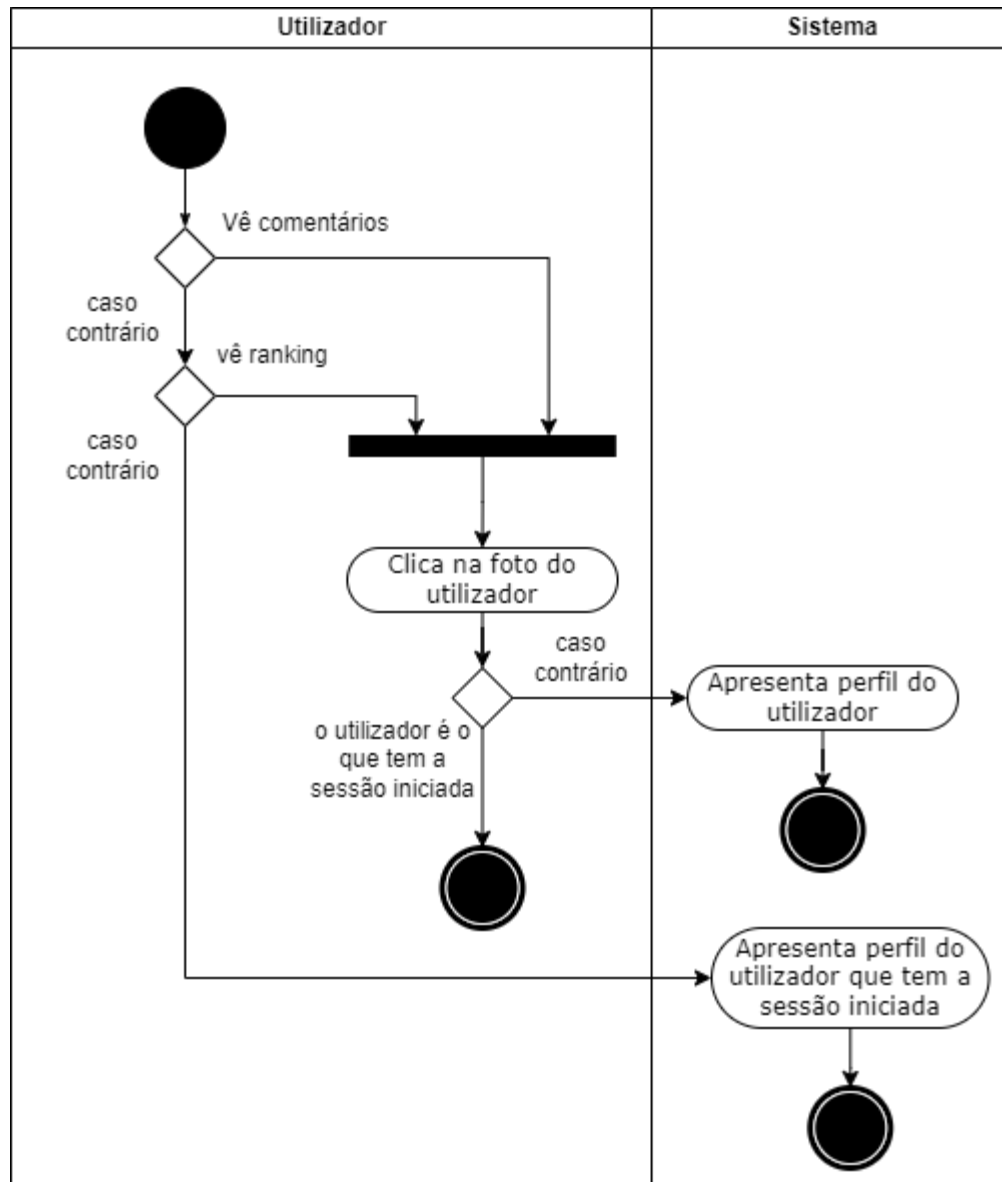 Utilizador
Sistema
Vê comentários
caso
contrário
vê ranking
caso
contrário
Clica na foto do
utilizador
caso
contrário
Apresenta perfil do
utilizador
o utilizador é o
que tem a
sessão iniciada
Apresenta perfil do
utilizador que tem a
sessão iniciada